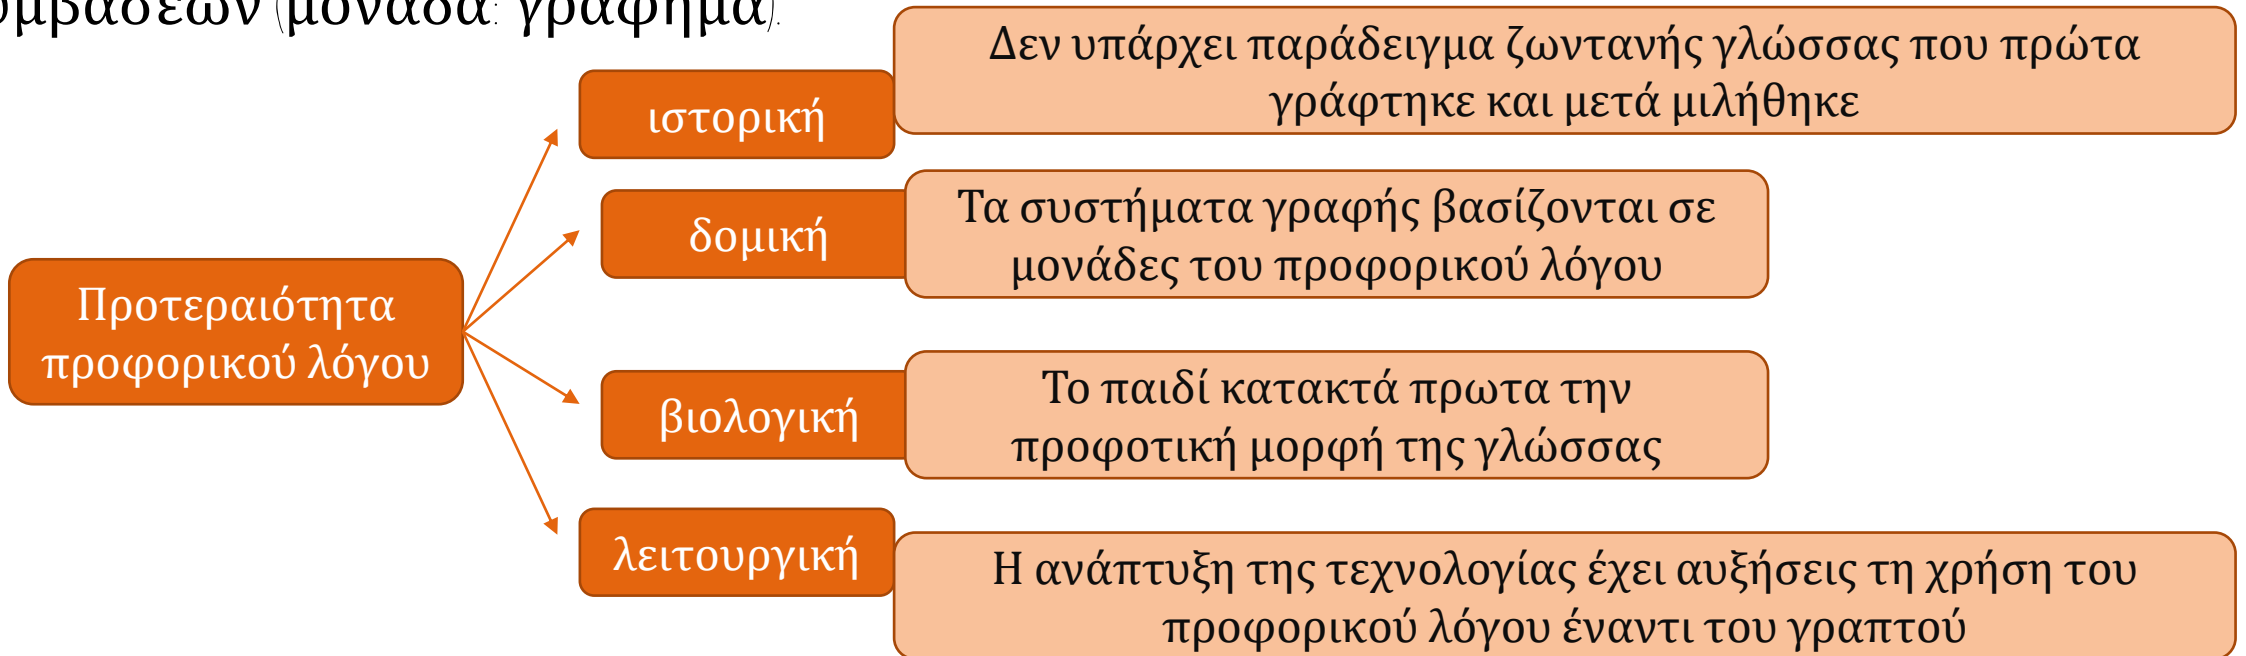 (μονάδα: γράφημα).
ιστορική
Δεν υπάρχει παράδειγμα ζωντανής γλώσσας που πρώτα
γράφτηκε και μετά μιλήθηκε
δομική
Τα συστήματα γραφής βασίζονται σε
μονάδες του προφορικού λόγου
Προτεραιότητα
προφορικού λόγου
βιολογική
Το παιδί κατακτά πρωτα την
προφοτική μορφή της γλώσσας
λειτουργική
Η ανάπτυξη της τεχνολογίας έχει αυξήσεις τη χρήση του
προφορικού λόγου έναντι του γραπτού